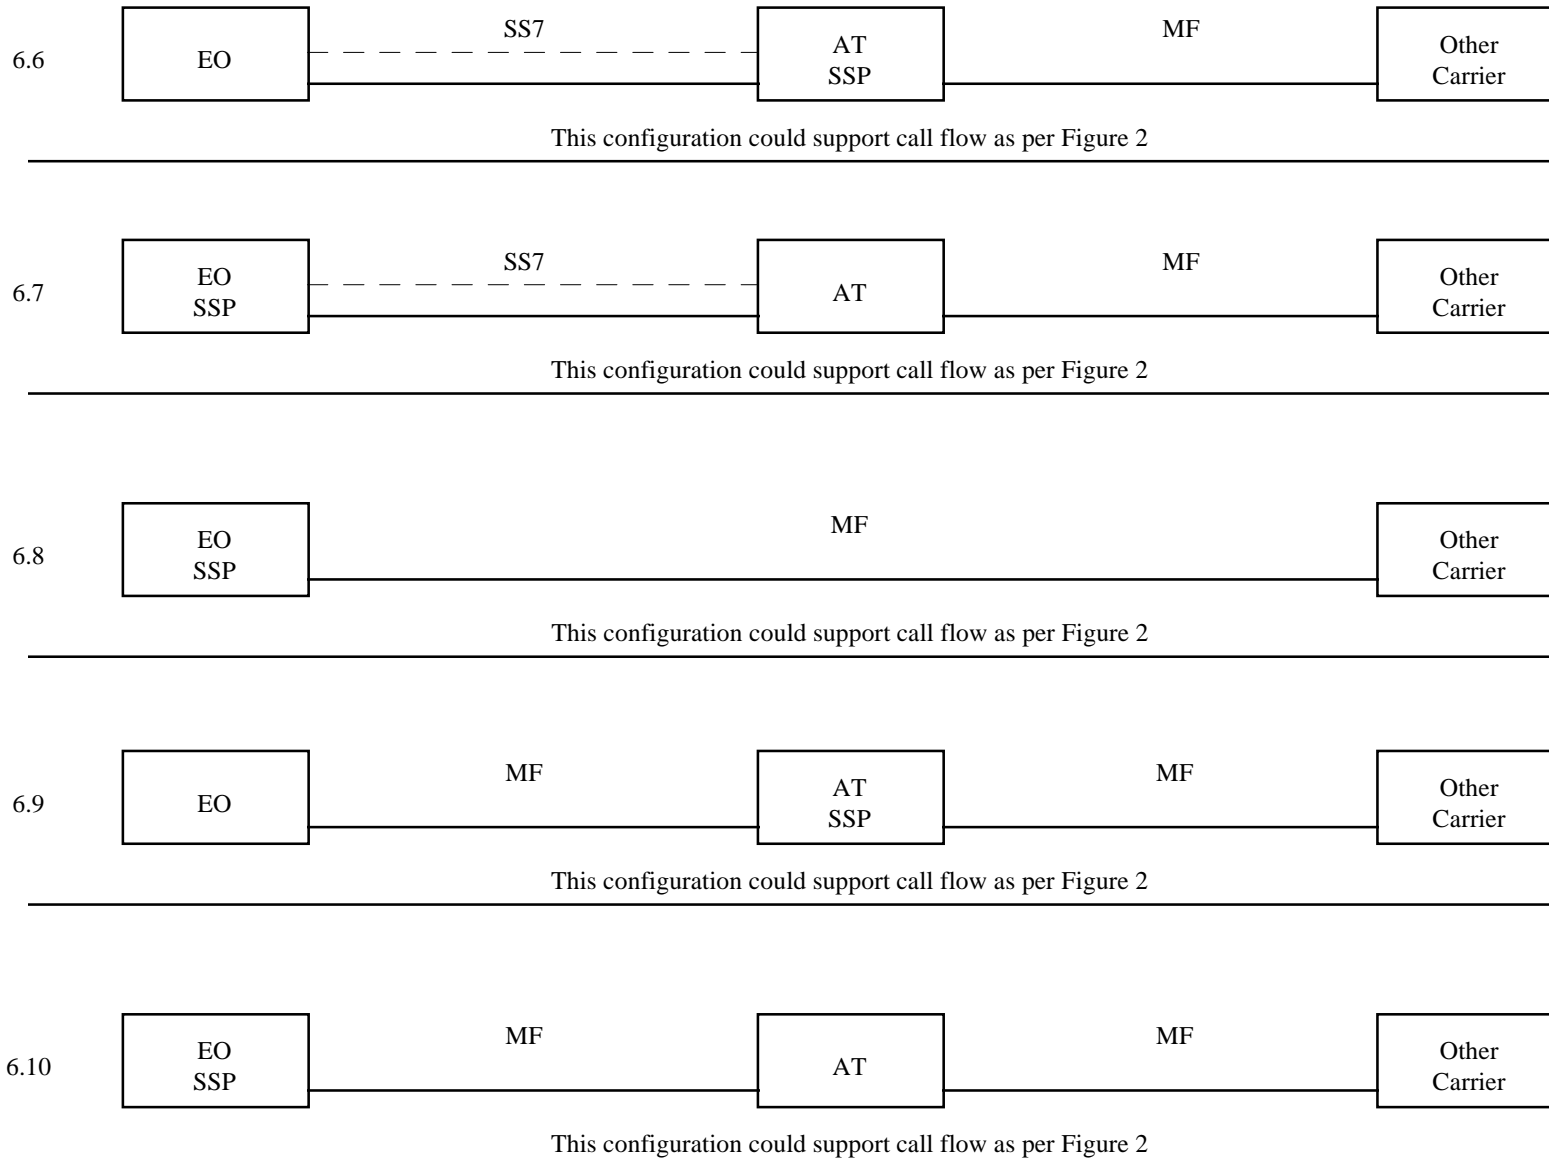 SS7
MF
6.6
EO
AT
SSP
Other
Carrier
This configuration could support call flow as per Figure 2
SS7
MF
6.7
EO
SSP
AT
Other
Carrier
This configuration could support call flow as per Figure 2
MF
6.8
EO
SSP
Other
Carrier
This configuration could support call flow as per Figure 2
MF
MF
6.9
EO
AT
SSP
Other
Carrier
This configuration could support call flow as per Figure 2
MF
MF
6.10
EO
SSP
AT
Other
Carrier
This configuration could support call flow as per Figure 2